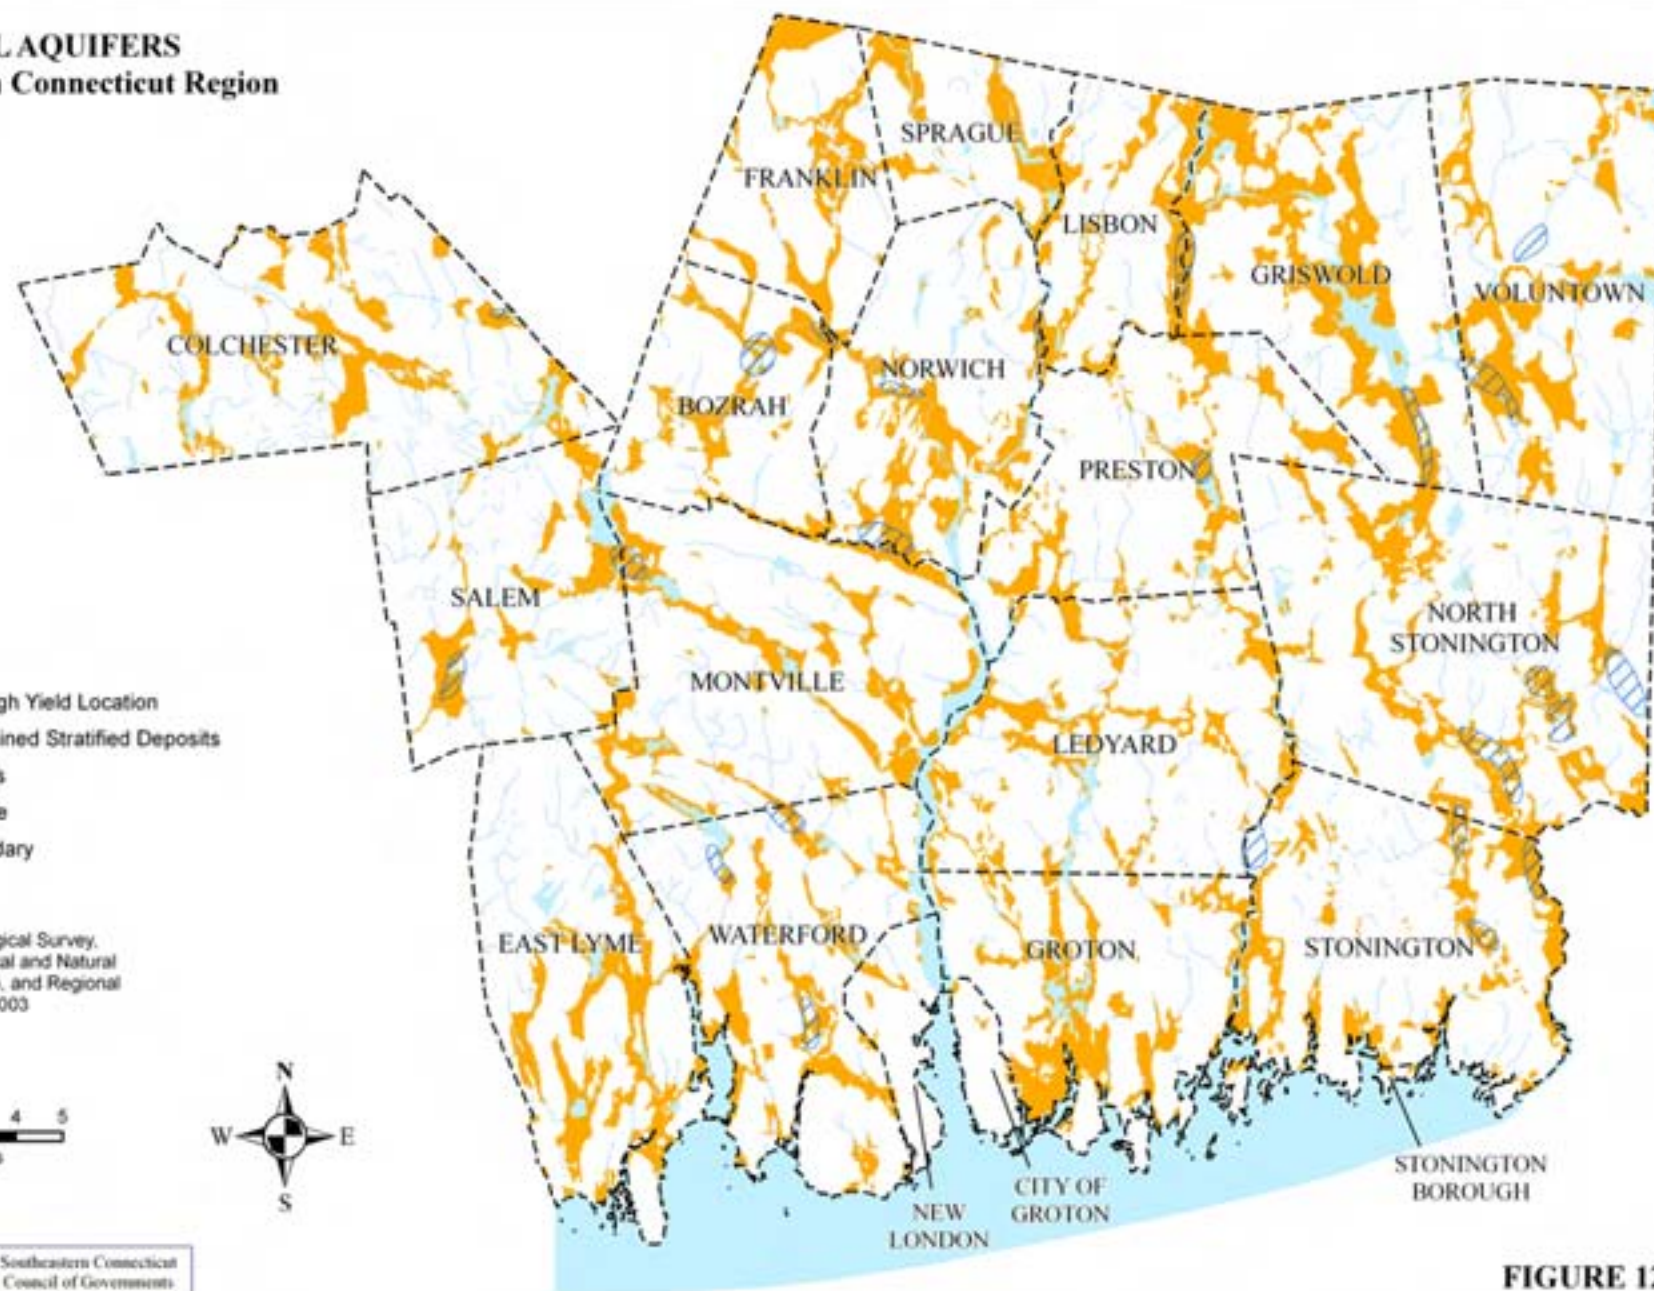 L AQUIFERS
n Connecticut Region
SPRAGUE
FRANKLIN
LISBON
GRISWOLD
VOLUNTOWN
COLCHESTER
NORWICH
BOZRAH
PRESTON
SALEM
NORTH
STONINGTON
MONTVILLE
LEDYARD
gh Yield Location
ined Stratified Deposits
s
e
dary
EAST LYME
WATERFORD
GROTON
STONINGTON
gical Survey,
al and Natural
, and Regional
003
4 5
s
N
W E
S
STONINGTON
BOROUGH
CITY OF
GROTON
NEW
LONDON
Southeastern Connecticut
Council of Governments
FIGURE 12